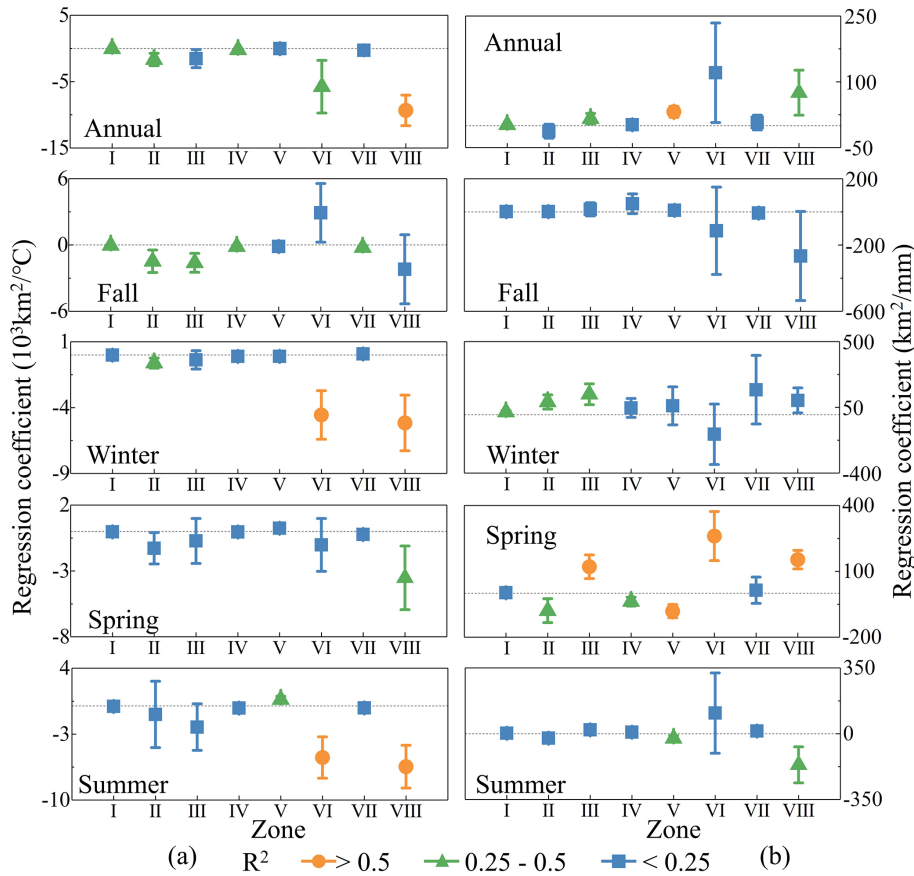 5
-5
-15
Annual
I II III IV V VI VII VIII
250
100
-50
Annual
I II III IV V VI VII VIII
6
0
-6
Fall
I II III IV V VI VII VIII
200
-200
-600
Fall
I II III IV V VI VII VIII
1
-4
-9
Winter
I II III IV V VI VII VIII
500
50
-400
Winter
I II III IV V VI VII VIII
2
-3
-8
Spring
I II III IV V VI VII VIII
400
100
-200
Spring
I II III IV V VI VII VIII
4
-3
-10
Summer
I II III IV V VI VII VIII
350
0
-350
Summer
I II III IV V VI VII VIII
Regression coefficient (10³km²/°C)
Regression coefficient (km²/mm)
Zone
Zone
(a)
R² > 0.5 0.25 - 0.5 < 0.25
(b)